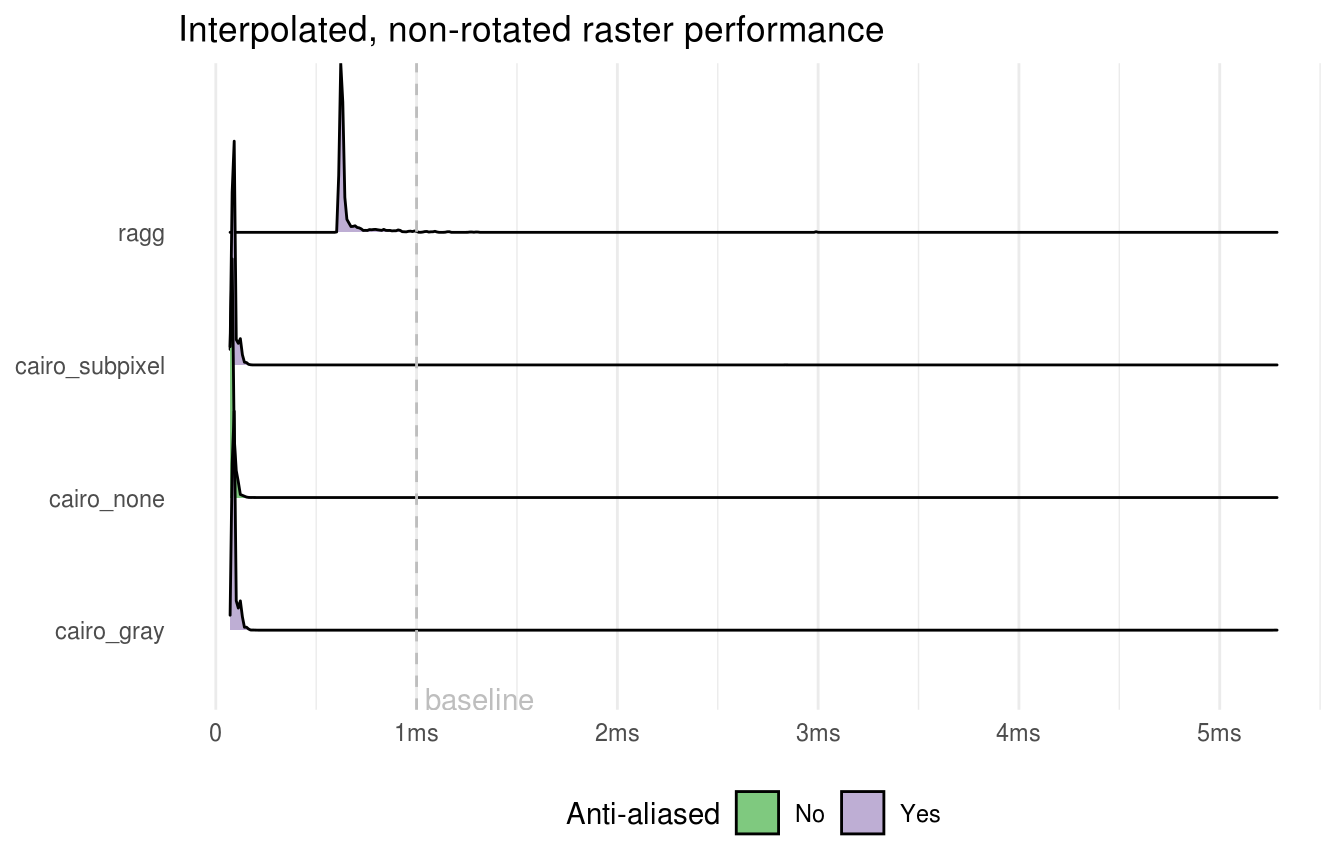 Interpolated, non-rotated raster performance
ragg
cairo_subpixel
cairo_none
cairo_gray
baseline
0 1ms 2ms 3ms 4ms 5ms
Anti-aliased No Yes